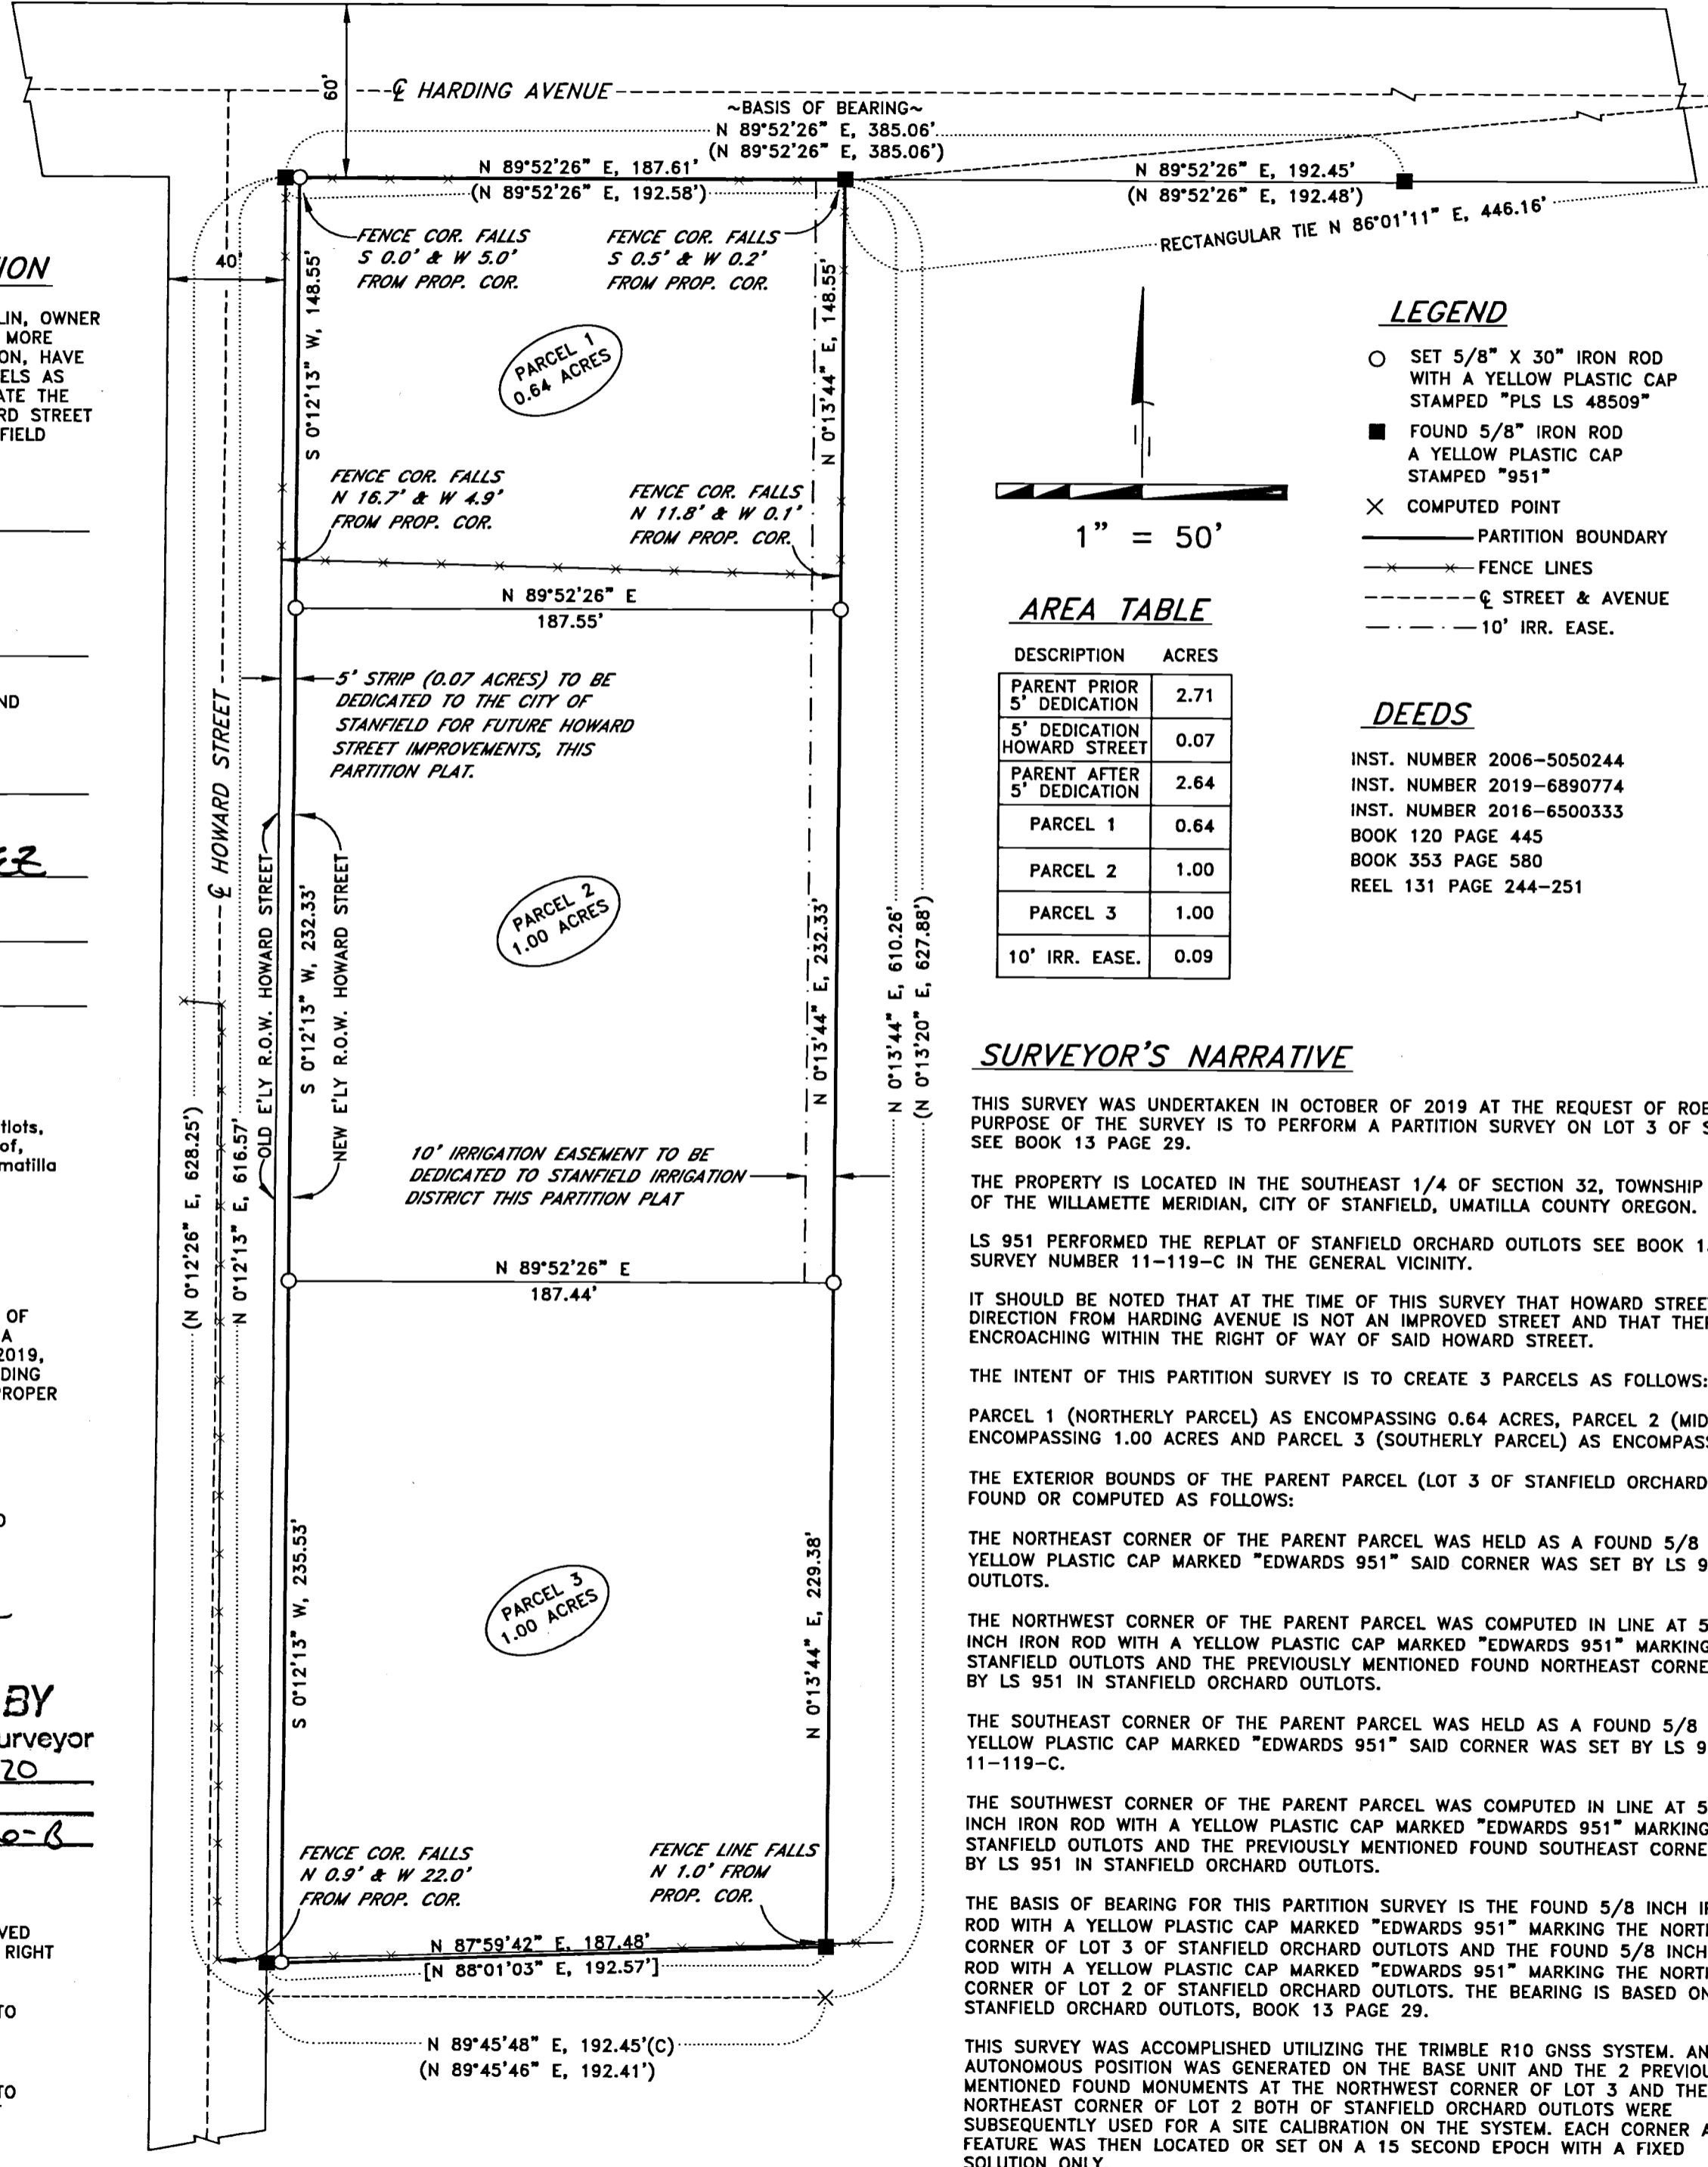 60'
℄ HARDING AVENUE
~BASIS OF BEARING~
N 89°52'26" E, 385.06'
(N 89°52'26" E, 385.06')
N 89°52'26" E, 187.61'
(N 89°52'26" E, 192.58')
N 89°52'26" E, 192.45'
(N 89°52'26" E, 192.48')
RECTANGULAR TIE N 86°01'11" E, 446.16'
40'
FENCE COR. FALLS
S 0.0' & W 5.0'
FROM PROP. COR.
FENCE COR. FALLS
S 0.5' & W 0.2'
FROM PROP. COR.
S 0°12'13" W, 148.55'
N 0°13'44" E, 148.55'
PARCEL 1
0.64 ACRES
FENCE COR. FALLS
N 16.7' & W 4.9'
FROM PROP. COR.
FENCE COR. FALLS
N 11.8' & W 0.1'
FROM PROP. COR.
N 89°52'26" E
187.55'
5' STRIP (0.07 ACRES) TO BE
DEDICATED TO THE CITY OF
STANFIELD FOR FUTURE HOWARD
STREET IMPROVEMENTS, THIS
PARTITION PLAT.
℄ HOWARD STREET
OLD E'LY R.O.W. HOWARD STREET
S 0°12'13" W, 232.33'
NEW E'LY R.O.W. HOWARD STREET
PARCEL 2
1.00 ACRES
N 0°13'44" E, 232.33'
N 0°13'44" E, 610.26'
(N 0°13'20" E, 627.88')
(N 0°12'26" E, 628.25')
N 0°12'13" E, 616.57'
10' IRRIGATION EASEMENT TO BE
DEDICATED TO STANFIELD IRRIGATION
DISTRICT THIS PARTITION PLAT
N 89°52'26" E
187.44'
S 0°12'13" W, 235.53'
N 0°13'44" E, 229.38'
PARCEL 3
1.00 ACRES
FENCE COR. FALLS
N 0.9' & W 22.0'
FROM PROP. COR.
FENCE LINE FALLS
N 1.0' FROM
PROP. COR.
N 87°59'42" E, 187.48'
[N 88°01'03" E, 192.57']
N 89°45'48" E, 192.45'(C)
(N 89°45'46" E, 192.41')
ION
LIN, OWNER
MORE
ON, HAVE
ELS AS
ATE THE
RD STREET
FIELD
ND
EZ
tlots,
of,
matilla
OF
A
2019,
DING
PROPER
BY
urveyor
20
0-B
VED
RIGHT
TO
TO
1" = 50'
LEGEND
SET 5/8" X 30" IRON ROD
WITH A YELLOW PLASTIC CAP
STAMPED "PLS LS 48509"
FOUND 5/8" IRON ROD
A YELLOW PLASTIC CAP
STAMPED "951"
COMPUTED POINT
PARTITION BOUNDARY
FENCE LINES
℄ STREET & AVENUE
10' IRR. EASE.
AREA TABLE
DESCRIPTION ACRES
PARENT PRIOR
5' DEDICATION 2.71
5' DEDICATION
HOWARD STREET 0.07
PARENT AFTER
5' DEDICATION 2.64
PARCEL 1 0.64
PARCEL 2 1.00
PARCEL 3 1.00
10' IRR. EASE. 0.09
DEEDS
INST. NUMBER 2006-5050244
INST. NUMBER 2019-6890774
INST. NUMBER 2016-6500333
BOOK 120 PAGE 445
BOOK 353 PAGE 580
REEL 131 PAGE 244-251
SURVEYOR'S NARRATIVE
THIS SURVEY WAS UNDERTAKEN IN OCTOBER OF 2019 AT THE REQUEST OF ROB
PURPOSE OF THE SURVEY IS TO PERFORM A PARTITION SURVEY ON LOT 3 OF S
SEE BOOK 13 PAGE 29.
THE PROPERTY IS LOCATED IN THE SOUTHEAST 1/4 OF SECTION 32, TOWNSHIP
OF THE WILLAMETTE MERIDIAN, CITY OF STANFIELD, UMATILLA COUNTY OREGON.
LS 951 PERFORMED THE REPLAT OF STANFIELD ORCHARD OUTLOTS SEE BOOK 1
SURVEY NUMBER 11-119-C IN THE GENERAL VICINITY.
IT SHOULD BE NOTED THAT AT THE TIME OF THIS SURVEY THAT HOWARD STREE
DIRECTION FROM HARDING AVENUE IS NOT AN IMPROVED STREET AND THAT THE
ENCROACHING WITHIN THE RIGHT OF WAY OF SAID HOWARD STREET.
THE INTENT OF THIS PARTITION SURVEY IS TO CREATE 3 PARCELS AS FOLLOWS:
PARCEL 1 (NORTHERLY PARCEL) AS ENCOMPASSING 0.64 ACRES, PARCEL 2 (MID
ENCOMPASSING 1.00 ACRES AND PARCEL 3 (SOUTHERLY PARCEL) AS ENCOMPAS
THE EXTERIOR BOUNDS OF THE PARENT PARCEL (LOT 3 OF STANFIELD ORCHARD
FOUND OR COMPUTED AS FOLLOWS:
THE NORTHEAST CORNER OF THE PARENT PARCEL WAS HELD AS A FOUND 5/8
YELLOW PLASTIC CAP MARKED "EDWARDS 951" SAID CORNER WAS SET BY LS 9
OUTLOTS.
THE NORTHWEST CORNER OF THE PARENT PARCEL WAS COMPUTED IN LINE AT 5
INCH IRON ROD WITH A YELLOW PLASTIC CAP MARKED "EDWARDS 951" MARKING
STANFIELD OUTLOTS AND THE PREVIOUSLY MENTIONED FOUND NORTHEAST CORNE
BY LS 951 IN STANFIELD ORCHARD OUTLOTS.
THE SOUTHEAST CORNER OF THE PARENT PARCEL WAS HELD AS A FOUND 5/8
YELLOW PLASTIC CAP MARKED "EDWARDS 951" SAID CORNER WAS SET BY LS 9
11-119-C.
THE SOUTHWEST CORNER OF THE PARENT PARCEL WAS COMPUTED IN LINE AT 5
INCH IRON ROD WITH A YELLOW PLASTIC CAP MARKED "EDWARDS 951" MARKING
STANFIELD OUTLOTS AND THE PREVIOUSLY MENTIONED FOUND SOUTHEAST CORNE
BY LS 951 IN STANFIELD ORCHARD OUTLOTS.
THE BASIS OF BEARING FOR THIS PARTITION SURVEY IS THE FOUND 5/8 INCH I
ROD WITH A YELLOW PLASTIC CAP MARKED "EDWARDS 951" MARKING THE NORT
CORNER OF LOT 3 OF STANFIELD ORCHARD OUTLOTS AND THE FOUND 5/8 INCH
ROD WITH A YELLOW PLASTIC CAP MARKED "EDWARDS 951" MARKING THE NORT
CORNER OF LOT 2 OF STANFIELD ORCHARD OUTLOTS. THE BEARING IS BASED ON
STANFIELD ORCHARD OUTLOTS, BOOK 13 PAGE 29.
THIS SURVEY WAS ACCOMPLISHED UTILIZING THE TRIMBLE R10 GNSS SYSTEM. AN
AUTONOMOUS POSITION WAS GENERATED ON THE BASE UNIT AND THE 2 PREVIOU
MENTIONED FOUND MONUMENTS AT THE NORTHWEST CORNER OF LOT 3 AND THE
NORTHEAST CORNER OF LOT 2 BOTH OF STANFIELD ORCHARD OUTLOTS WERE
SUBSEQUENTLY USED FOR A SITE CALIBRATION ON THE SYSTEM. EACH CORNER A
FEATURE WAS THEN LOCATED OR SET ON A 15 SECOND EPOCH WITH A FIXED
SOLUTION ONLY